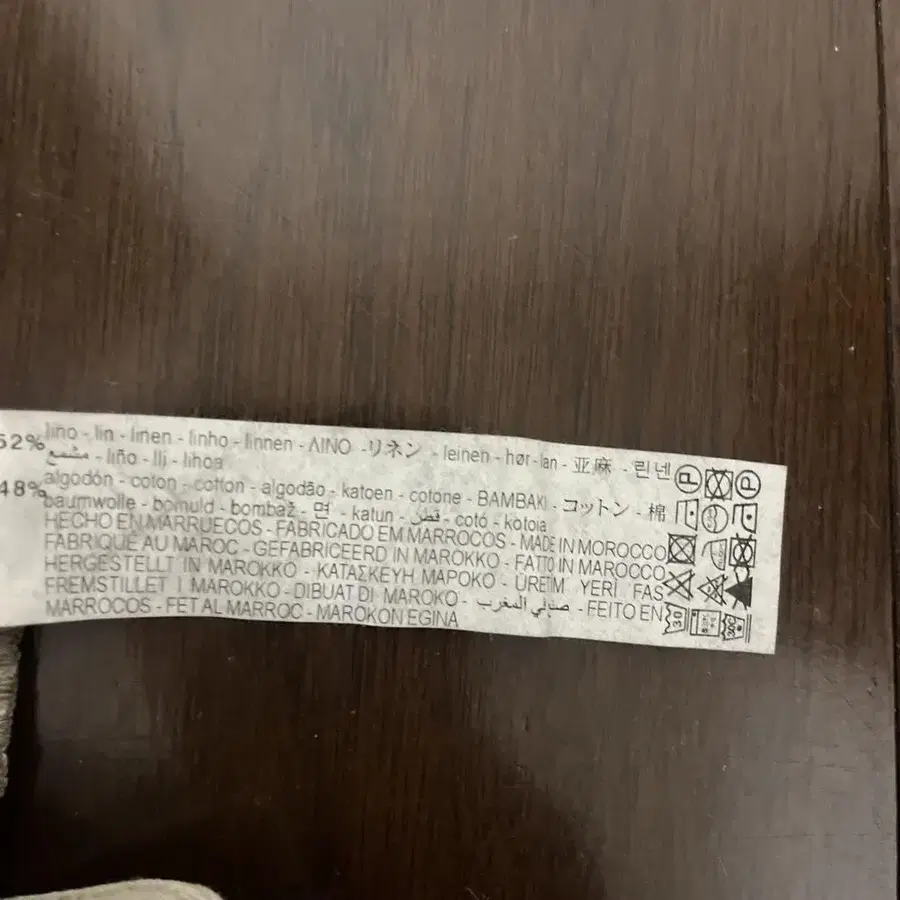 52% lino - lin - linen - linho - linnen - ΛΙΝΟ - リネン - leinen - hør - lan - 亚麻 - 린넨
مشمع - liño - lli - lihoa
48% algodón - coton - cotton - algodão - katoen - cotone - BAMBAKI - コットン - 棉
baumwolle - bomuld - bombaž - 면 - katun - قطن - cotó - kotoia
HECHO EN MARRUECOS - FABRICADO EM MARROCOS - MADE IN MOROCCO
FABRIQUÉ AU MAROC - GEFABRICEERD IN MAROKKO - FATTO IN MAROCCO
HERGESTELLT IN MAROKKO - ΚΑΤΑΣΚΕΥΗ ΜΑΡΟΚΟ - ÜRETİM YERİ FAS
FREMSTILLET I MAROKKO - DIBUAT DI MAROKO - المغرب - FEITO EN
MARROCOS - FET AL MARROC - MAROKON EGINA